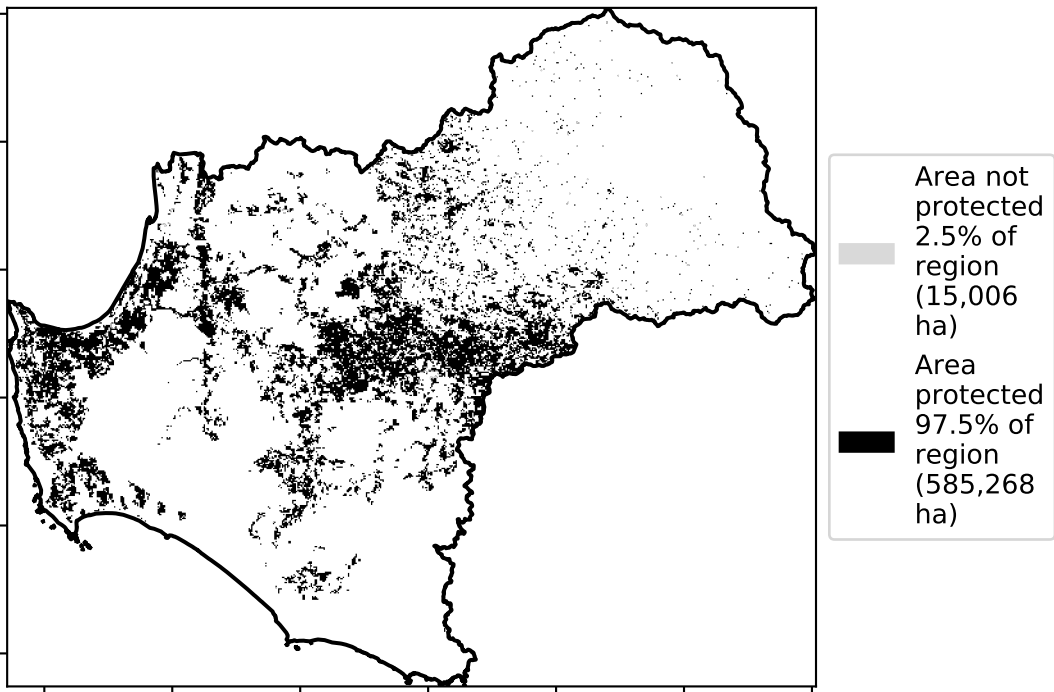 Area not
protected
2.5% of
region
(15,006
ha)
Area
protected
97.5% of
region
(585,268
ha)